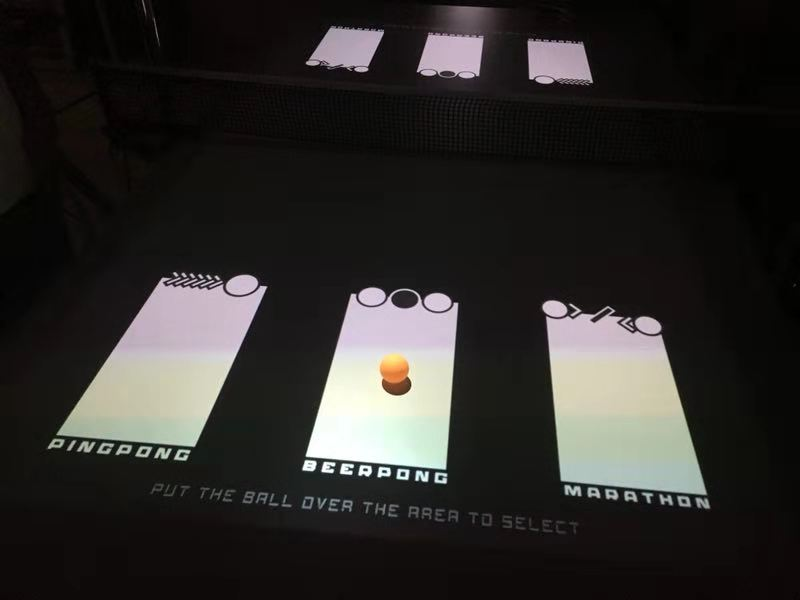 PINGPONG
BEERPONG
MARATHON
PUT THE BALL OVER THE AREA TO SELECT